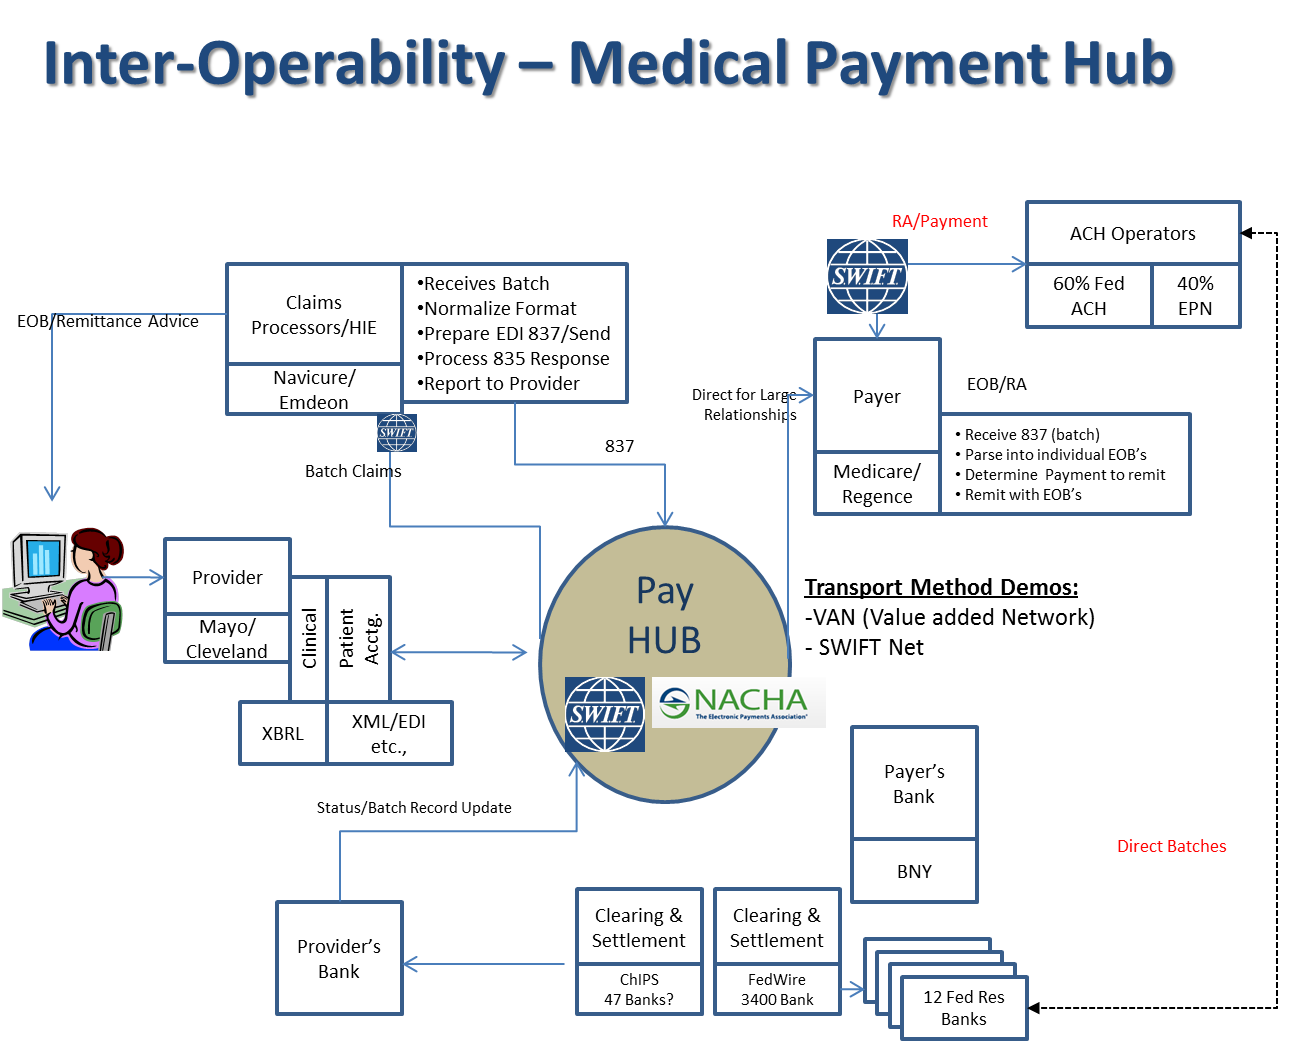 Inter-Operability – Medical Payment Hub
RA/Payment
ACH Operators
60% Fed
ACH
40%
EPN
SWIFT
Claims
Processors/HIE
Navicure/
Emdeon
•Receives Batch
•Normalize Format
•Prepare EDI 837/Send
•Process 835 Response
•Report to Provider
EOB/Remittance Advice
SWIFT
Batch Claims
837
Direct for Large
Relationships
Payer
Medicare/
Regence
EOB/RA
• Receive 837 (batch)
• Parse into individual EOB's
• Determine Payment to remit
• Remit with EOB's
Provider
Mayo/
Cleveland
Clinical
Patient
Acctg.
XBRL
XML/EDI
etc.,
Pay
HUB
SWIFT
NACHA
The Electronic Payments Association®
Transport Method Demos:
-VAN (Value added Network)
- SWIFT Net
Status/Batch Record Update
Payer's
Bank
BNY
Direct Batches
Provider's
Bank
Clearing &
Settlement
ChIPS
47 Banks?
Clearing &
Settlement
FedWire
3400 Bank
12 Fed Res
Banks